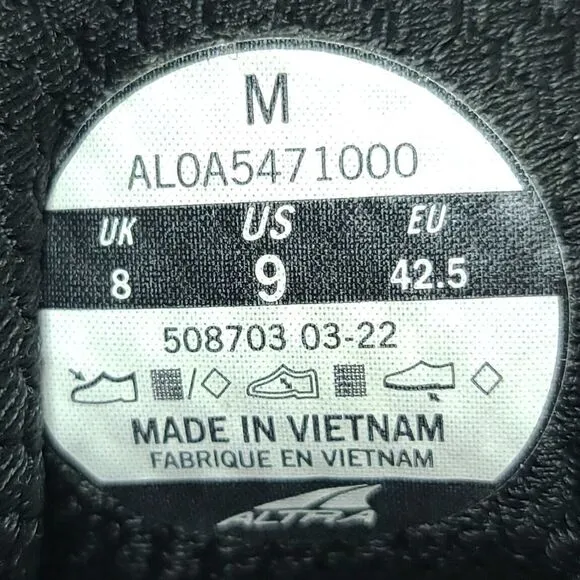 M
AL0A5471000
UK US EU
8 9 42.5
508703 03-22
MADE IN VIETNAM
FABRIQUE EN VIETNAM
ALTRA